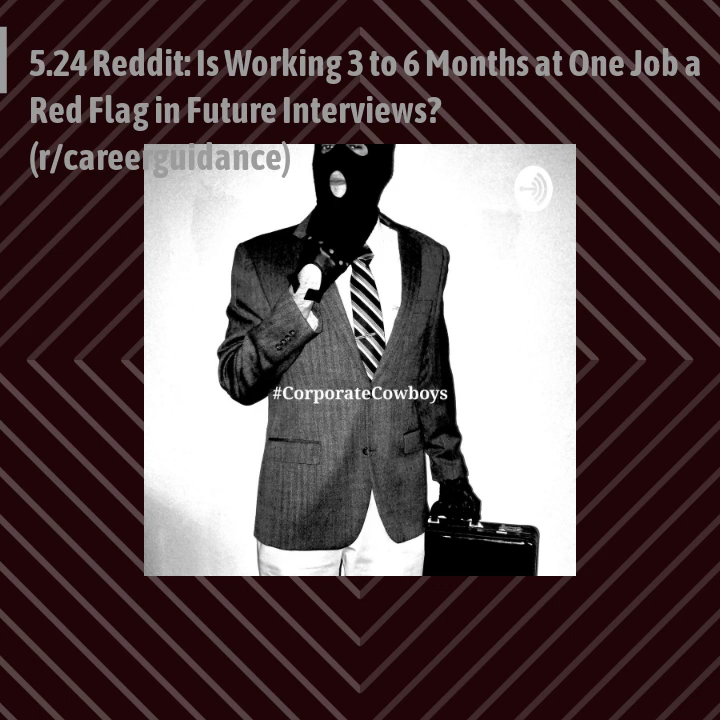 5.24 Reddit: Is Working 3 to 6 Months at One Job a
Red Flag in Future Interviews?
(r/careerguidance)
#CorporateCowboys